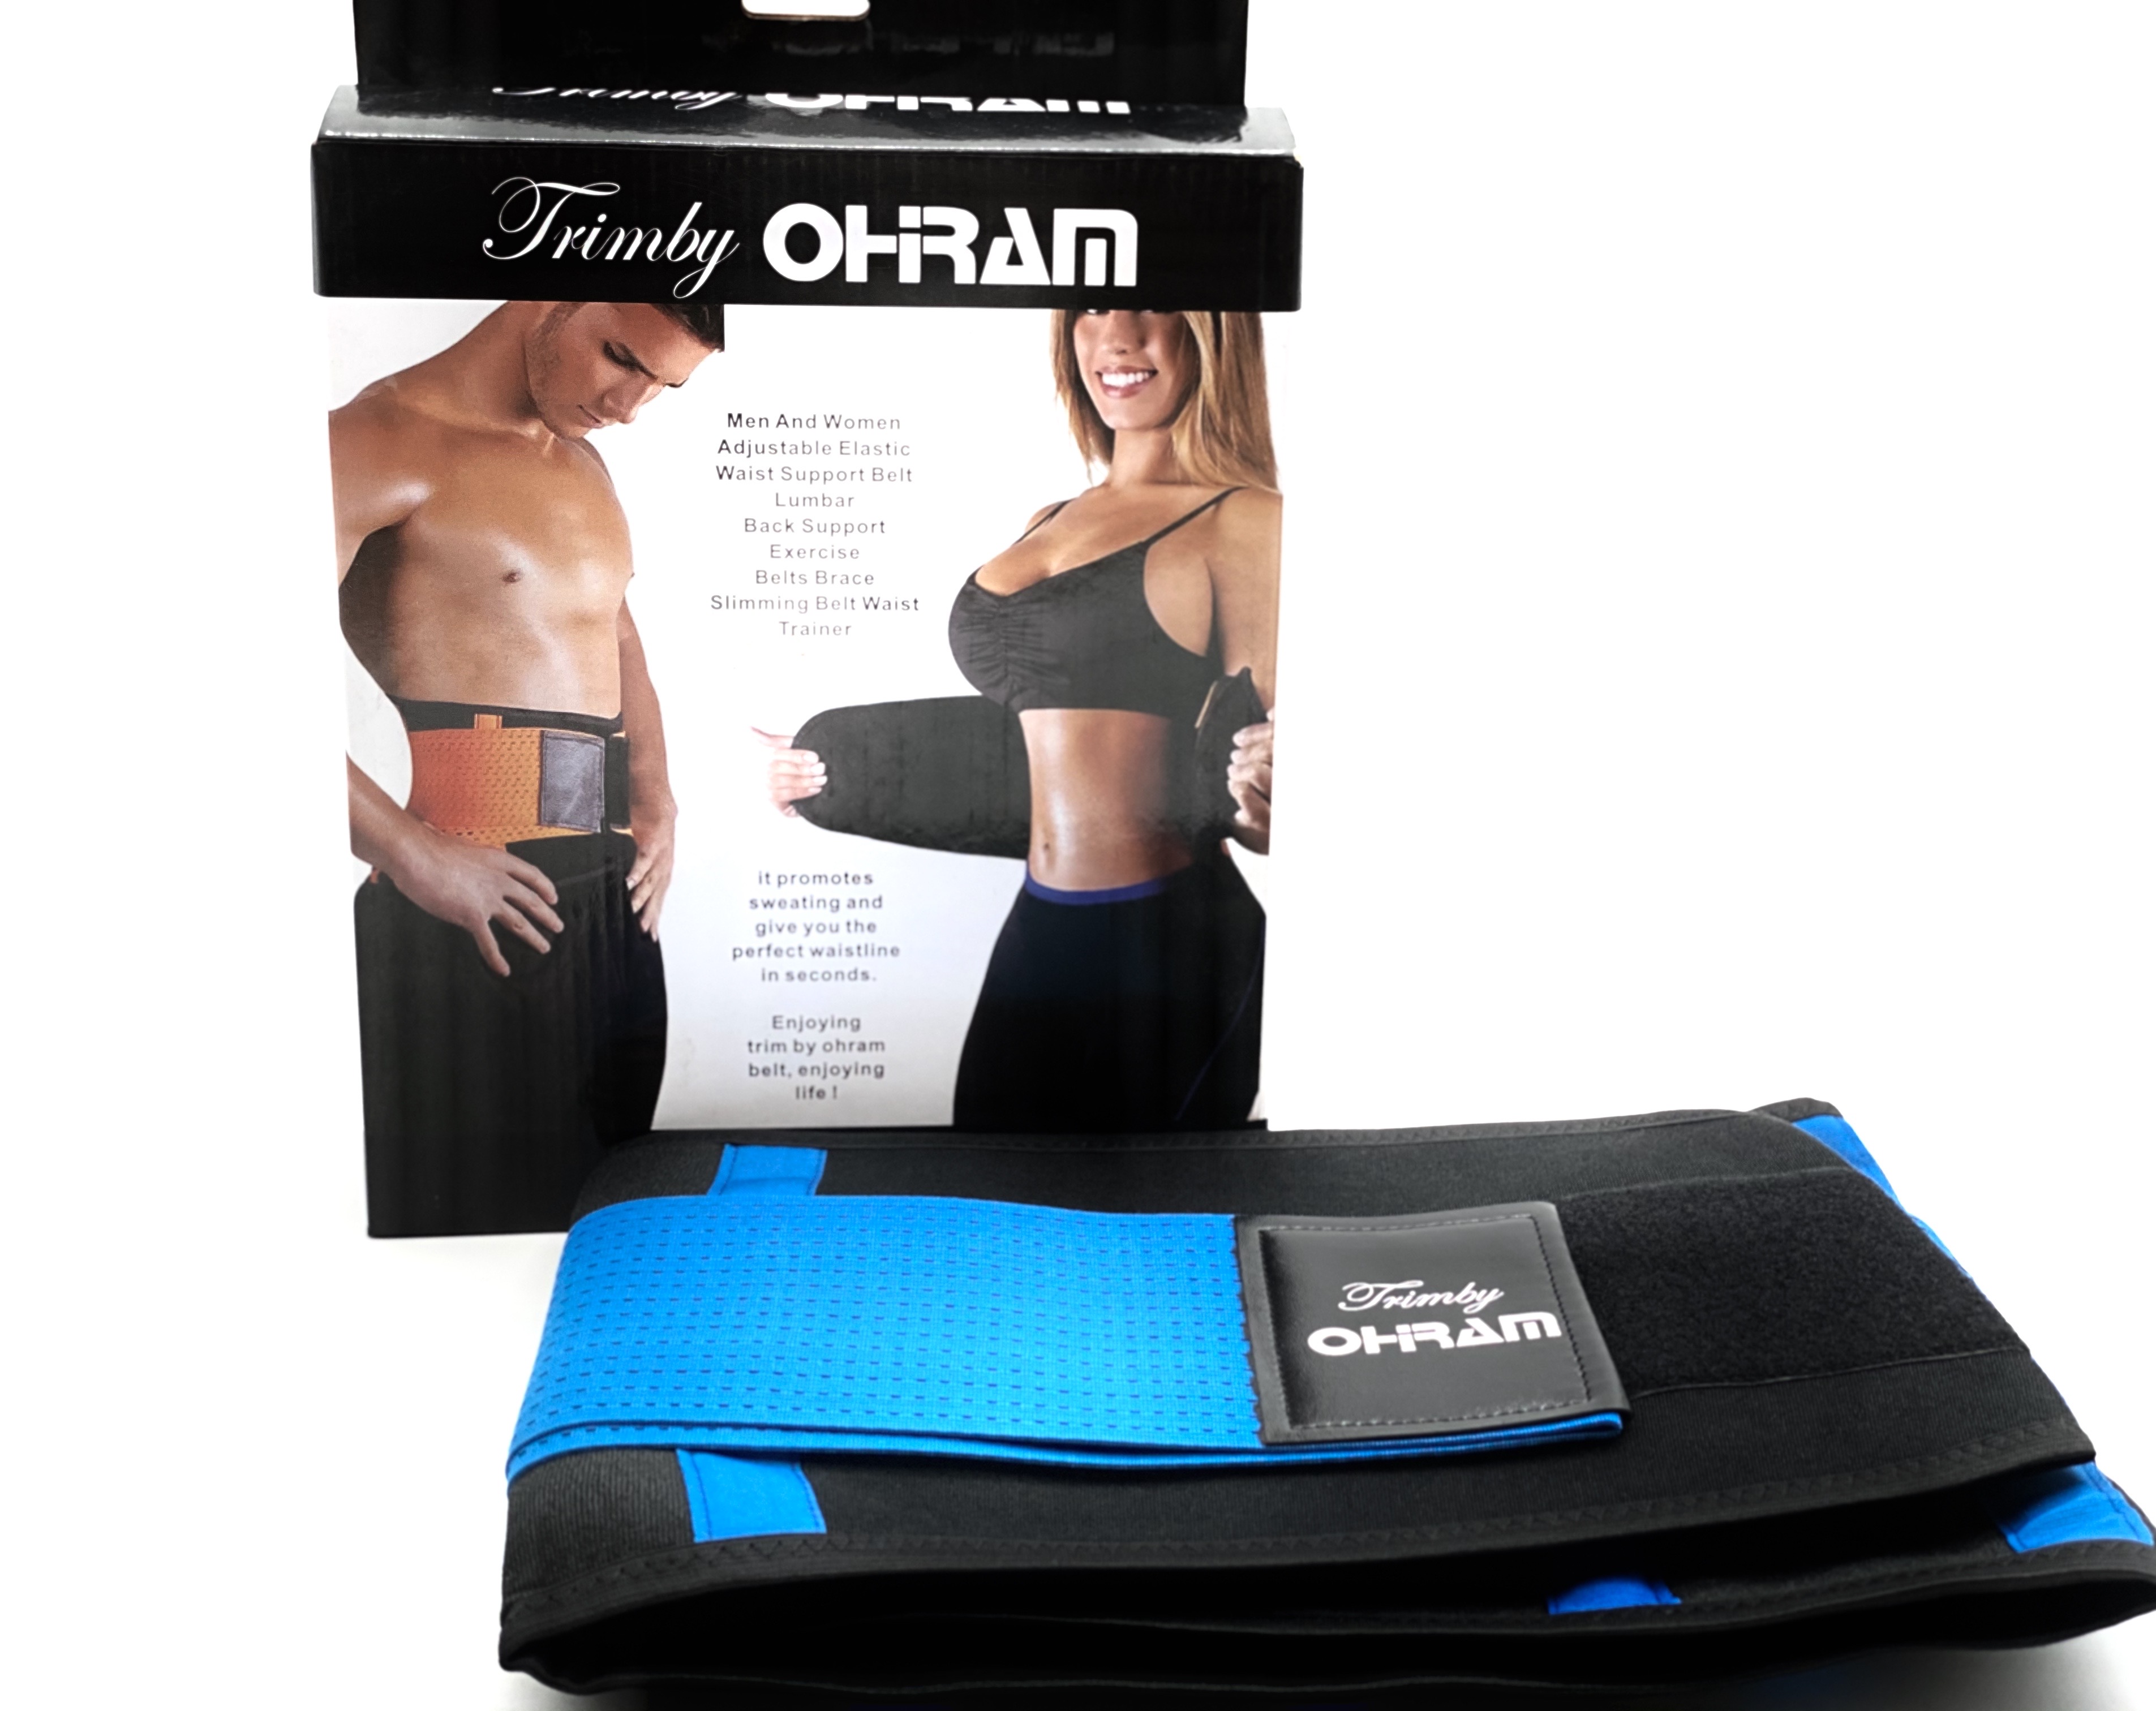 Trimby OHRAM
Trimby OHRAM
Men And Women
Adjustable Elastic
Waist Support Belt
Lumbar
Back Support
Exercise
Belts Brace
Slimming Belt Waist
Trainer
it promotes
sweating and
give you the
perfect waistline
in seconds.
Enjoying
trim by ohram
belt, enjoying
life !
Trimby
OHRAM